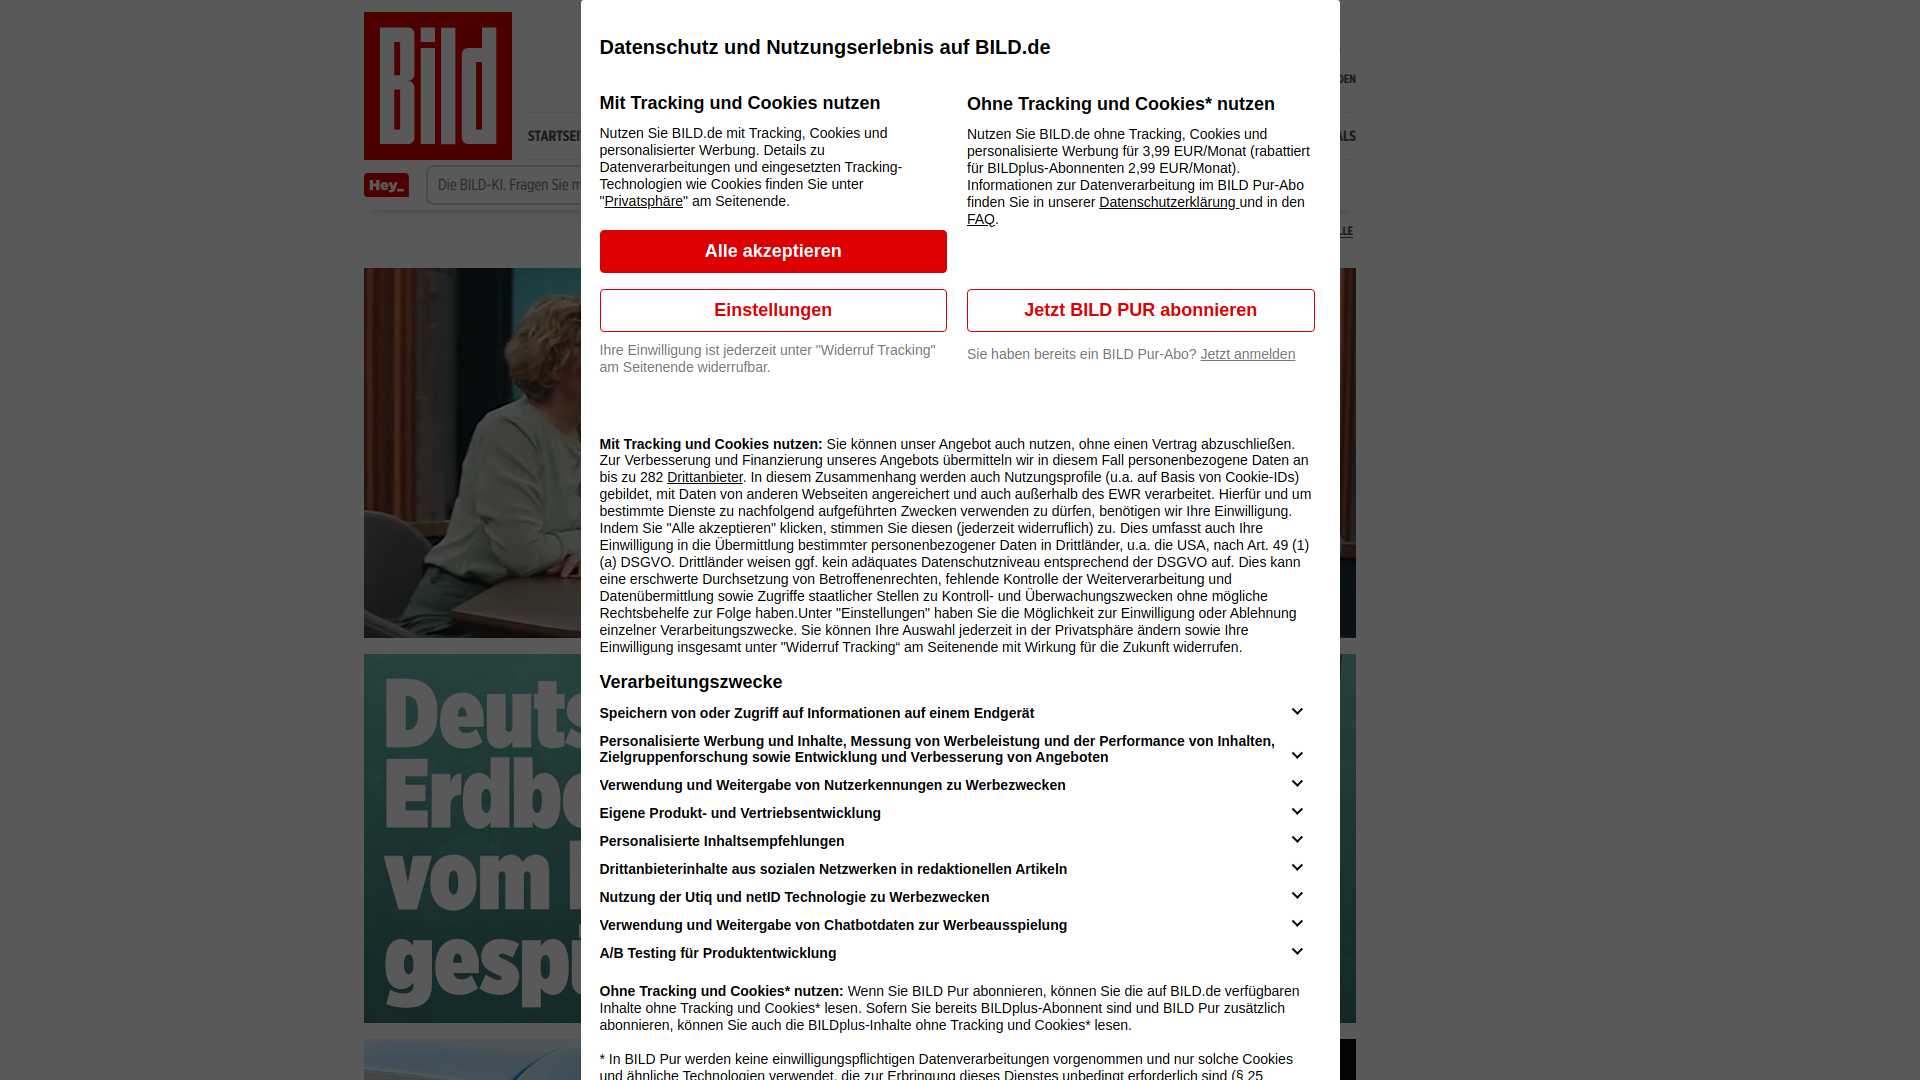 Bild
Datenschutz und Nutzungserlebnis auf BILD.de
Mit Tracking und Cookies nutzen
Nutzen Sie BILD.de mit Tracking, Cookies und
personalisierter Werbung. Details zu
Datenverarbeitungen und eingesetzten Tracking-
Technologien wie Cookies finden Sie unter
"Privatsphäre" am Seitenende.
Alle akzeptieren
Einstellungen
Ihre Einwilligung ist jederzeit unter "Widerruf Tracking"
am Seitenende widerrufbar.
Ohne Tracking und Cookies* nutzen
Nutzen Sie BILD.de ohne Tracking, Cookies und
personalisierte Werbung für 3,99 EUR/Monat (rabattiert
für BILDplus-Abonnenten 2,99 EUR/Monat).
Informationen zur Datenverarbeitung im BILD Pur-Abo
finden Sie in unserer Datenschutzerklärung und in den
FAQ.
Jetzt BILD PUR abonnieren
Sie haben bereits ein BILD Pur-Abo? Jetzt anmelden
Mit Tracking und Cookies nutzen: Sie können unser Angebot auch nutzen, ohne einen Vertrag abzuschließen.
Zur Verbesserung und Finanzierung unseres Angebots übermitteln wir in diesem Fall personenbezogene Daten an
bis zu 282 Drittanbieter. In diesem Zusammenhang werden auch Nutzungsprofile (u.a. auf Basis von Cookie-IDs)
gebildet, mit Daten von anderen Webseiten angereichert und auch außerhalb des EWR verarbeitet. Hierfür und um
bestimmte Dienste zu nachfolgend aufgeführten Zwecken verwenden zu dürfen, benötigen wir Ihre Einwilligung.
Indem Sie "Alle akzeptieren" klicken, stimmen Sie diesen (jederzeit widerruflich) zu. Dies umfasst auch Ihre
Einwilligung in die Übermittlung bestimmter personenbezogener Daten in Drittländer, u.a. die USA, nach Art. 49 (1)
(a) DSGVO. Drittländer weisen ggf. kein adäquates Datenschutzniveau entsprechend der DSGVO auf. Dies kann
eine erschwerte Durchsetzung von Betroffenenrechten, fehlende Kontrolle der Weiterverarbeitung und
Datenübermittlung sowie Zugriffe staatlicher Stellen zu Kontroll- und Überwachungszwecken ohne mögliche
Rechtsbehelfe zur Folge haben.Unter "Einstellungen" haben Sie die Möglichkeit zur Einwilligung oder Ablehnung
einzelner Verarbeitungszwecke. Sie können Ihre Auswahl jederzeit in der Privatsphäre ändern sowie Ihre
Einwilligung insgesamt unter "Widerruf Tracking“ am Seitenende mit Wirkung für die Zukunft widerrufen.
Verarbeitungszwecke
Speichern von oder Zugriff auf Informationen auf einem Endgerät
Personalisierte Werbung und Inhalte, Messung von Werbeleistung und der Performance von Inhalten,
Zielgruppenforschung sowie Entwicklung und Verbesserung von Angeboten
Verwendung und Weitergabe von Nutzerkennungen zu Werbezwecken
Eigene Produkt- und Vertriebsentwicklung
Personalisierte Inhaltsempfehlungen
Drittanbieterinhalte aus sozialen Netzwerken in redaktionellen Artikeln
Nutzung der Utiq und netID Technologie zu Werbezwecken
Verwendung und Weitergabe von Chatbotdaten zur Werbeausspielung
A/B Testing für Produktentwicklung
Ohne Tracking und Cookies* nutzen: Wenn Sie BILD Pur abonnieren, können Sie die auf BILD.de verfügbaren
Inhalte ohne Tracking und Cookies* lesen. Sofern Sie bereits BILDplus-Abonnent sind und BILD Pur zusätzlich
abonnieren, können Sie auch die BILDplus-Inhalte ohne Tracking und Cookies* lesen.
* In BILD Pur werden keine einwilligungspflichtigen Datenverarbeitungen vorgenommen und nur solche Cookies
und ähnliche Technologien verwendet, die zur Erbringung dieses Dienstes unbedingt erforderlich sind (§ 25
STARTSEI
Hey_
Die BILD-KI. Fragen Sie m
Deuts
Erdbe
vom
gesp